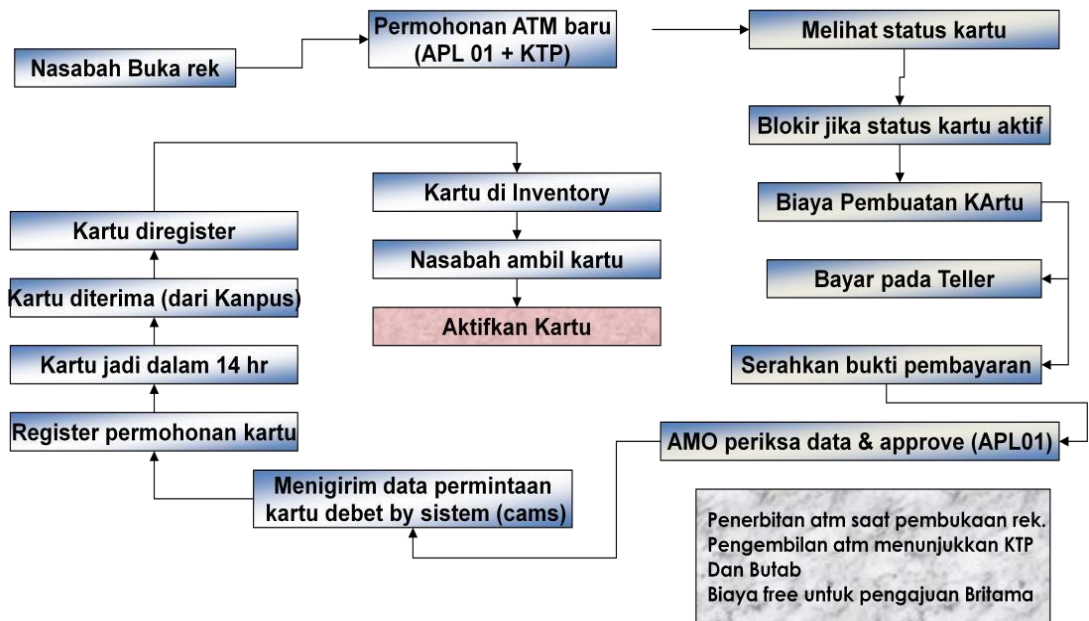 Nasabah Buka rek
Permohonan ATM baru
(APL 01 + KTP)
Melihat status kartu
Blokir jika status kartu aktif
Biaya Pembuatan KArtu
Bayar pada Teller
Serahkan bukti pembayaran
AMO periksa data & approve (APL01)
Menigirim data permintaan
kartu debet by sistem (cams)
Register permohonan kartu
Kartu jadi dalam 14 hr
Kartu diterima (dari Kanpus)
Kartu diregister
Kartu di Inventory
Nasabah ambil kartu
Aktifkan Kartu
Penerbitan atm saat pembukaan rek.
Pengembilan atm menunjukkan KTP
Dan Butab
Biaya free untuk pengajuan Britama